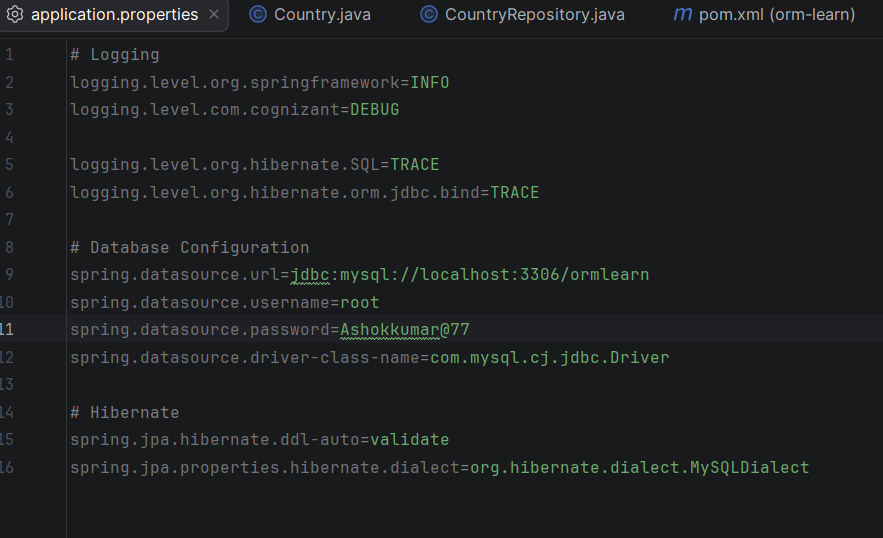 application.properties
Country.java
CountryRepository.java
pom.xml (orm-learn)
1 # Logging
2 logging.level.org.springframework=INFO
3 logging.level.com.cognizant=DEBUG
4
5 logging.level.org.hibernate.SQL=TRACE
6 logging.level.org.hibernate.orm.jdbc.bind=TRACE
7
8 # Database Configuration
9 spring.datasource.url=jdbc:mysql://localhost:3306/ormlearn
10 spring.datasource.username=root
11 spring.datasource.password=Ashokkumar@77
12 spring.datasource.driver-class-name=com.mysql.cj.jdbc.Driver
13
14 # Hibernate
15 spring.jpa.hibernate.ddl-auto=validate
16 spring.jpa.properties.hibernate.dialect=org.hibernate.dialect.MySQLDialect